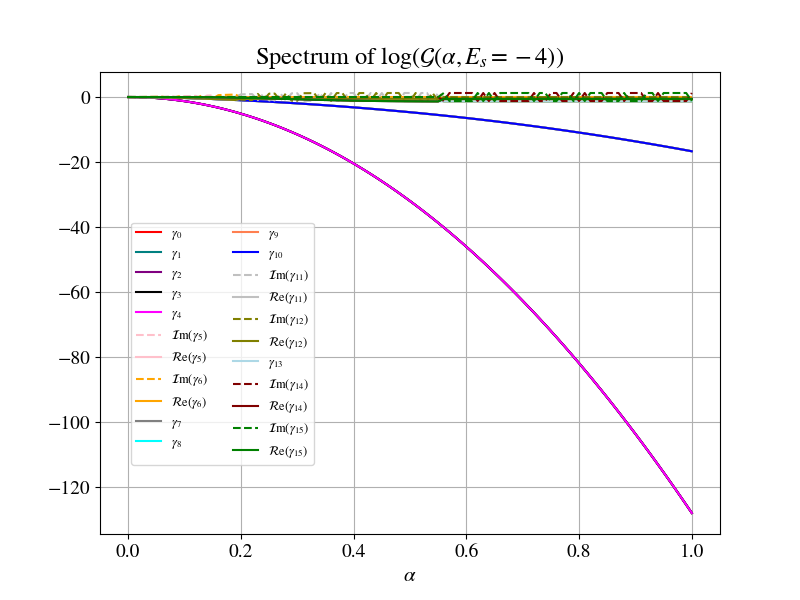 Spectrum of log(𝒢(α, E_s = −4))
0
−20
−40
−60
−80
−100
−120
γ₀
γ₁
γ₂
γ₃
γ₄
ℐm(γ₅)
ℛe(γ₅)
ℐm(γ₆)
ℛe(γ₆)
γ₇
γ₈
γ₉
γ₁₀
ℐm(γ₁₁)
ℛe(γ₁₁)
ℐm(γ₁₂)
ℛe(γ₁₂)
γ₁₃
ℐm(γ₁₄)
ℛe(γ₁₄)
ℐm(γ₁₅)
ℛe(γ₁₅)
0.0 0.2 0.4 0.6 0.8 1.0
α